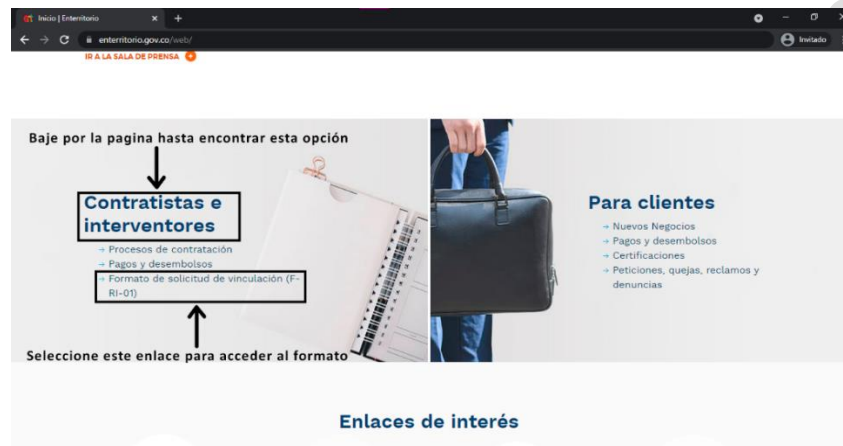 Inicio | Enterritorio
enterritorio.gov.co/web/
Invitado
IR A LA SALA DE PRENSA
Baje por la pagina hasta encontrar esta opción
Contratistas e
interventores
→ Procesos de contratación
→ Pagos y desembolsos
→ Formato de solicitud de vinculación (F-
RI-01)
Seleccione este enlace para acceder al formato
Para clientes
→ Nuevos Negocios
→ Pagos y desembolsos
→ Certificaciones
→ Peticiones, quejas, reclamos y
denuncias
Enlaces de interés